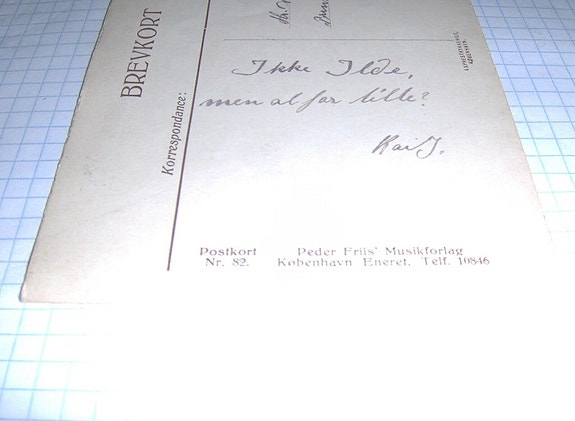 BREVKORT
Korrespondance:
Ikke Ilde,
men al for lille?
Kai J.
Postkort Peder Friis' Musikforlag
Nr. 82. København Eneret. Telf. 10846